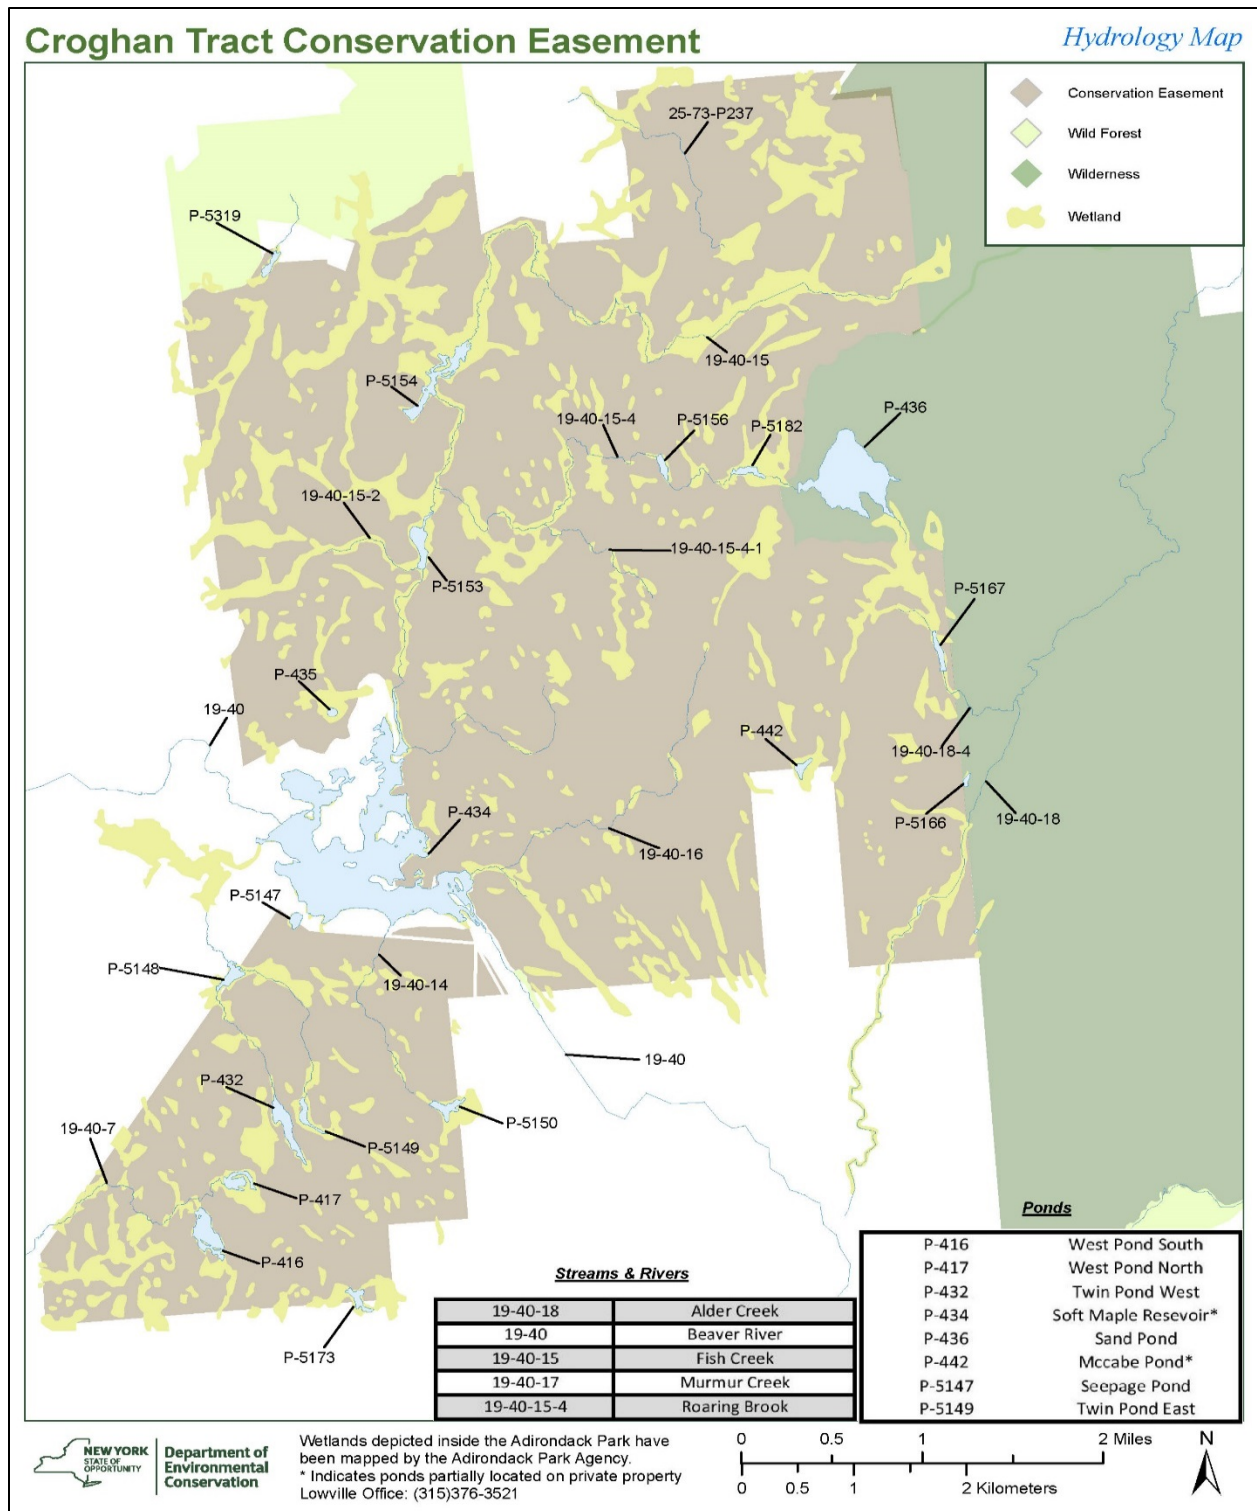 Croghan Tract Conservation Easement
Hydrology Map
Conservation Easement
Wild Forest
Wilderness
Wetland
25-73-P237
P-5319
19-40-15
P-5154
19-40-15-4
P-5156
P-5182
P-436
19-40-15-2
19-40-15-4-1
P-5153
P-5167
P-435
19-40
P-442
19-40-18-4
P-434
P-5166
19-40-18
19-40-16
P-5147
P-5148
19-40-14
19-40
P-432
P-5150
19-40-7
P-5149
P-417
P-416
P-5173
Streams & Rivers
19-40-18 Alder Creek
19-40 Beaver River
19-40-15 Fish Creek
19-40-17 Murmur Creek
19-40-15-4 Roaring Brook
Ponds
P-416 West Pond South
P-417 West Pond North
P-432 Twin Pond West
P-434 Soft Maple Resevoir*
P-436 Sand Pond
P-442 Mccabe Pond*
P-5147 Seepage Pond
P-5149 Twin Pond East
NEW YORK
STATE OF
OPPORTUNITY
Department of
Environmental
Conservation
Wetlands depicted inside the Adirondack Park have
been mapped by the Adirondack Park Agency.
* Indicates ponds partially located on private property
Lowville Office: (315)376-3521
0 0.5 1 2 Miles
0 0.5 1 2 Kilometers
N